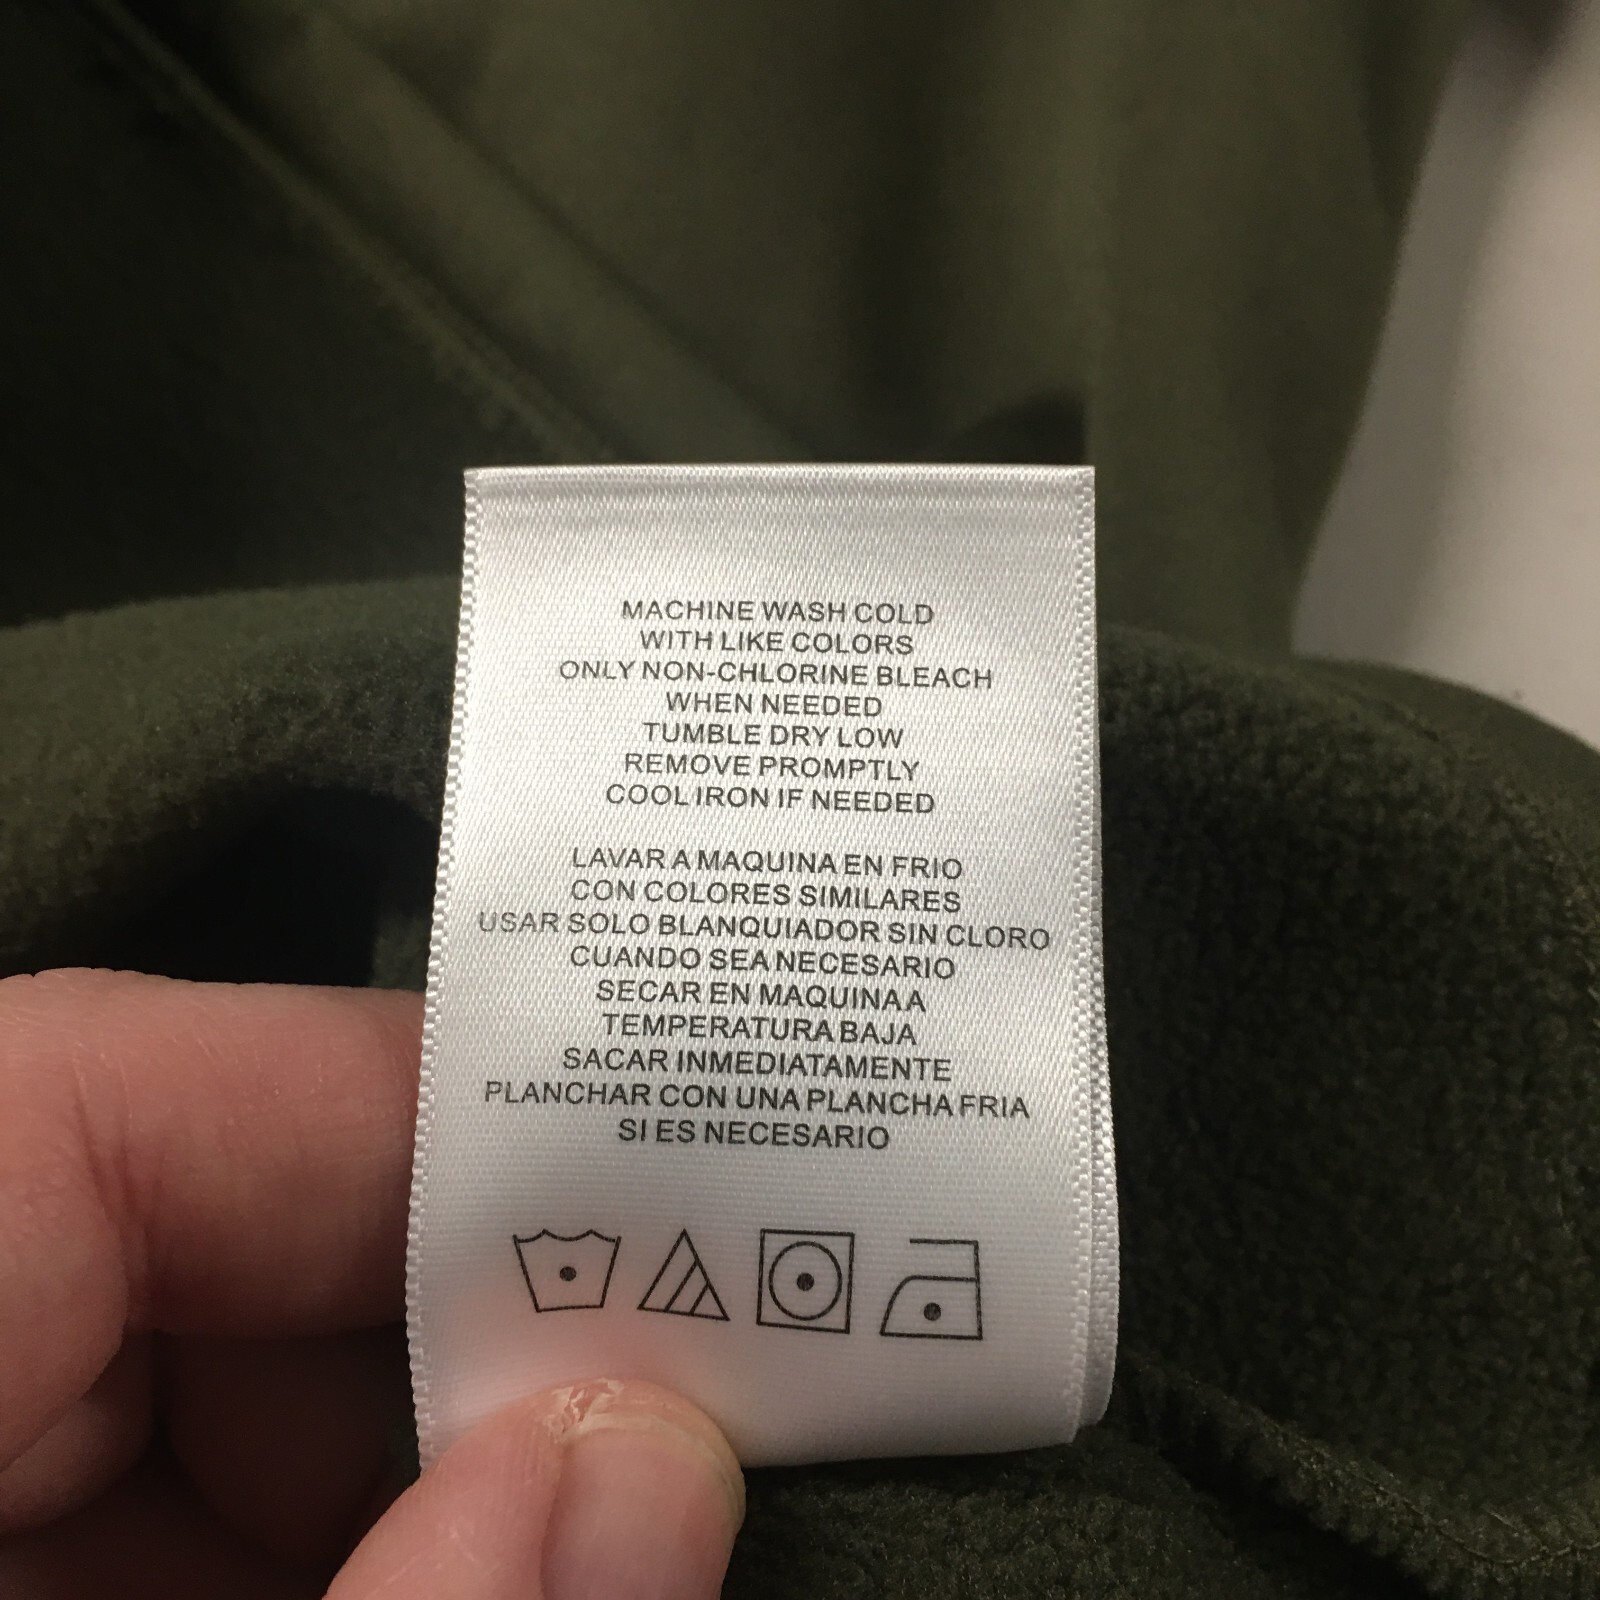 MACHINE WASH COLD
WITH LIKE COLORS
ONLY NON-CHLORINE BLEACH
WHEN NEEDED
TUMBLE DRY LOW
REMOVE PROMPTLY
COOL IRON IF NEEDED
LAVAR A MAQUINA EN FRIO
CON COLORES SIMILARES
USAR SOLO BLANQUIADOR SIN CLORO
CUANDO SEA NECESARIO
SECAR EN MAQUINA A
TEMPERATURA BAJA
SACAR INMEDIATAMENTE
PLANCHAR CON UNA PLANCHA FRIA
SI ES NECESARIO